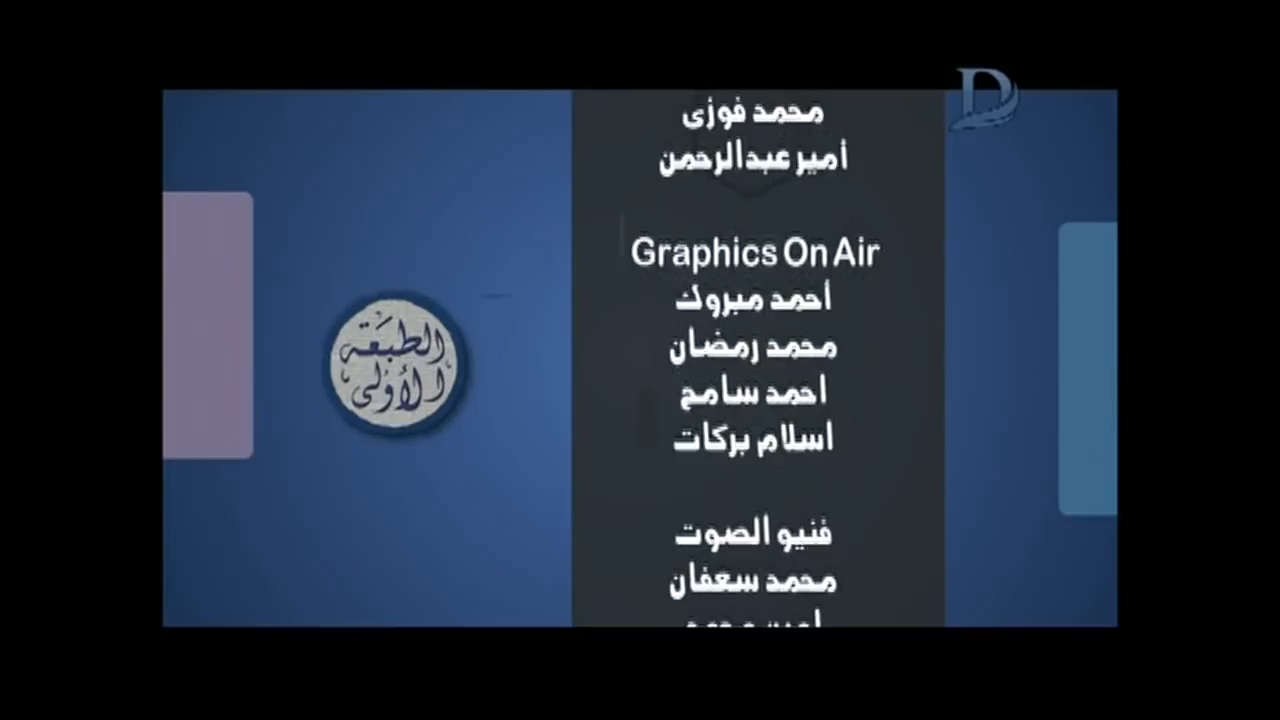 محمد فوزى
أمير عبدالرحمن
Graphics On Air
أحمد مبروك
محمد رمضان
احمد سامح
اسلام بركات
فنيو الصوت
محمد سعفان
الطبعة
الأولى
D